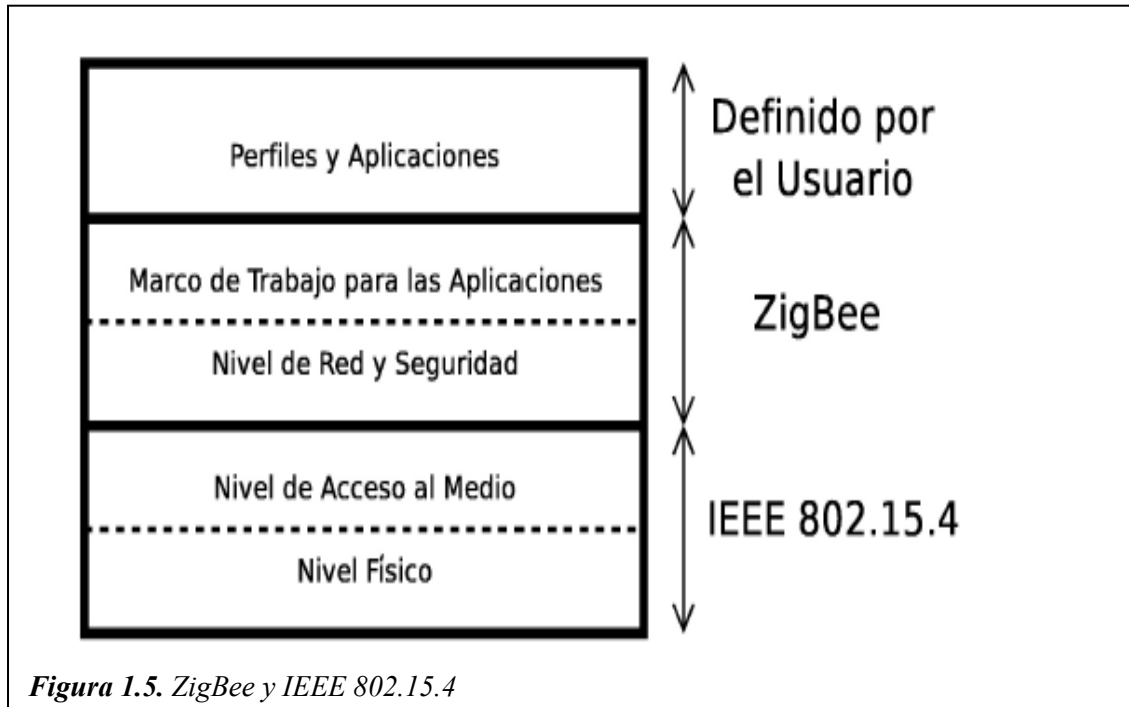 Perfiles y Aplicaciones
Definido por
el Usuario
Marco de Trabajo para las Aplicaciones
Nivel de Red y Seguridad
ZigBee
Nivel de Acceso al Medio
Nivel Físico
IEEE 802.15.4
Figura 1.5. ZigBee y IEEE 802.15.4